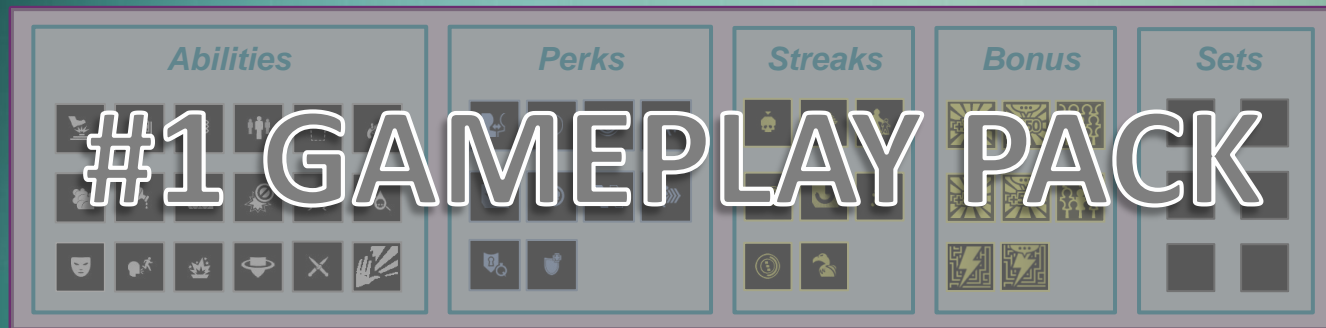 Abilities
Perks
Streaks
Bonus
Sets
#1 GAMEPLAY PACK